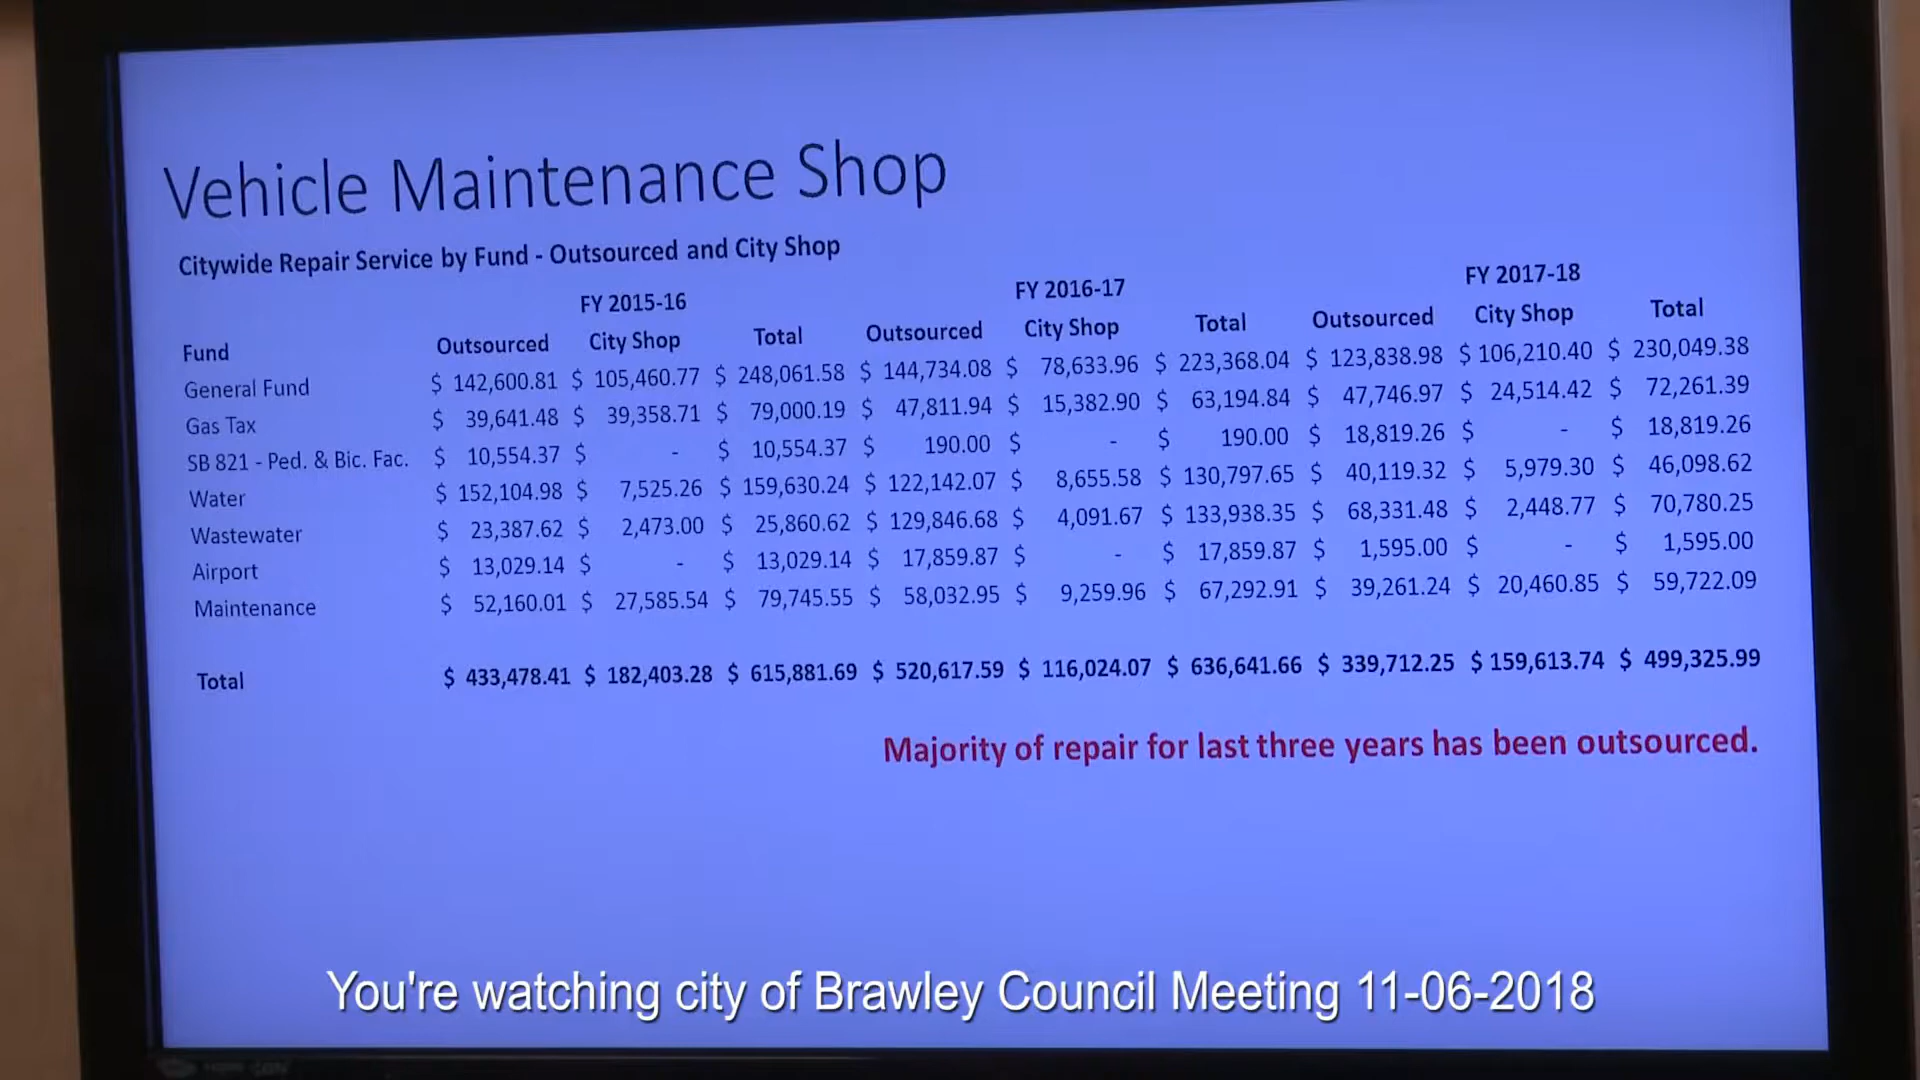 Vehicle Maintenance Shop
Citywide Repair Service by Fund - Outsourced and City Shop
FY 2015-16 FY 2016-17 FY 2017-18
Fund Outsourced City Shop Total Outsourced City Shop Total Outsourced City Shop Total
General Fund $ 142,600.81 $ 105,460.77 $ 248,061.58 $ 144,734.08 $ 78,633.96 $ 223,368.04 $ 123,838.98 $ 106,210.40 $ 230,049.38
Gas Tax $ 39,641.48 $ 39,358.71 $ 79,000.19 $ 47,811.94 $ 15,382.90 $ 63,194.84 $ 47,746.97 $ 24,514.42 $ 72,261.39
SB 821 - Ped. & Bic. Fac. $ 10,554.37 $ - $ 10,554.37 $ 190.00 $ - $ 190.00 $ 18,819.26 $ - $ 18,819.26
Water $ 152,104.98 $ 7,525.26 $ 159,630.24 $ 122,142.07 $ 8,655.58 $ 130,797.65 $ 40,119.32 $ 5,979.30 $ 46,098.62
Wastewater $ 23,387.62 $ 2,473.00 $ 25,860.62 $ 129,846.68 $ 4,091.67 $ 133,938.35 $ 68,331.48 $ 2,448.77 $ 70,780.25
Airport $ 13,029.14 $ - $ 13,029.14 $ 17,859.87 $ - $ 17,859.87 $ 1,595.00 $ - $ 1,595.00
Maintenance $ 52,160.01 $ 27,585.54 $ 79,745.55 $ 58,032.95 $ 9,259.96 $ 67,292.91 $ 39,261.24 $ 20,460.85 $ 59,722.09
Total $ 433,478.41 $ 182,403.28 $ 615,881.69 $ 520,617.59 $ 116,024.07 $ 636,641.66 $ 339,712.25 $ 159,613.74 $ 499,325.99
Majority of repair for last three years has been outsourced.
You're watching city of Brawley Council Meeting 11-06-2018